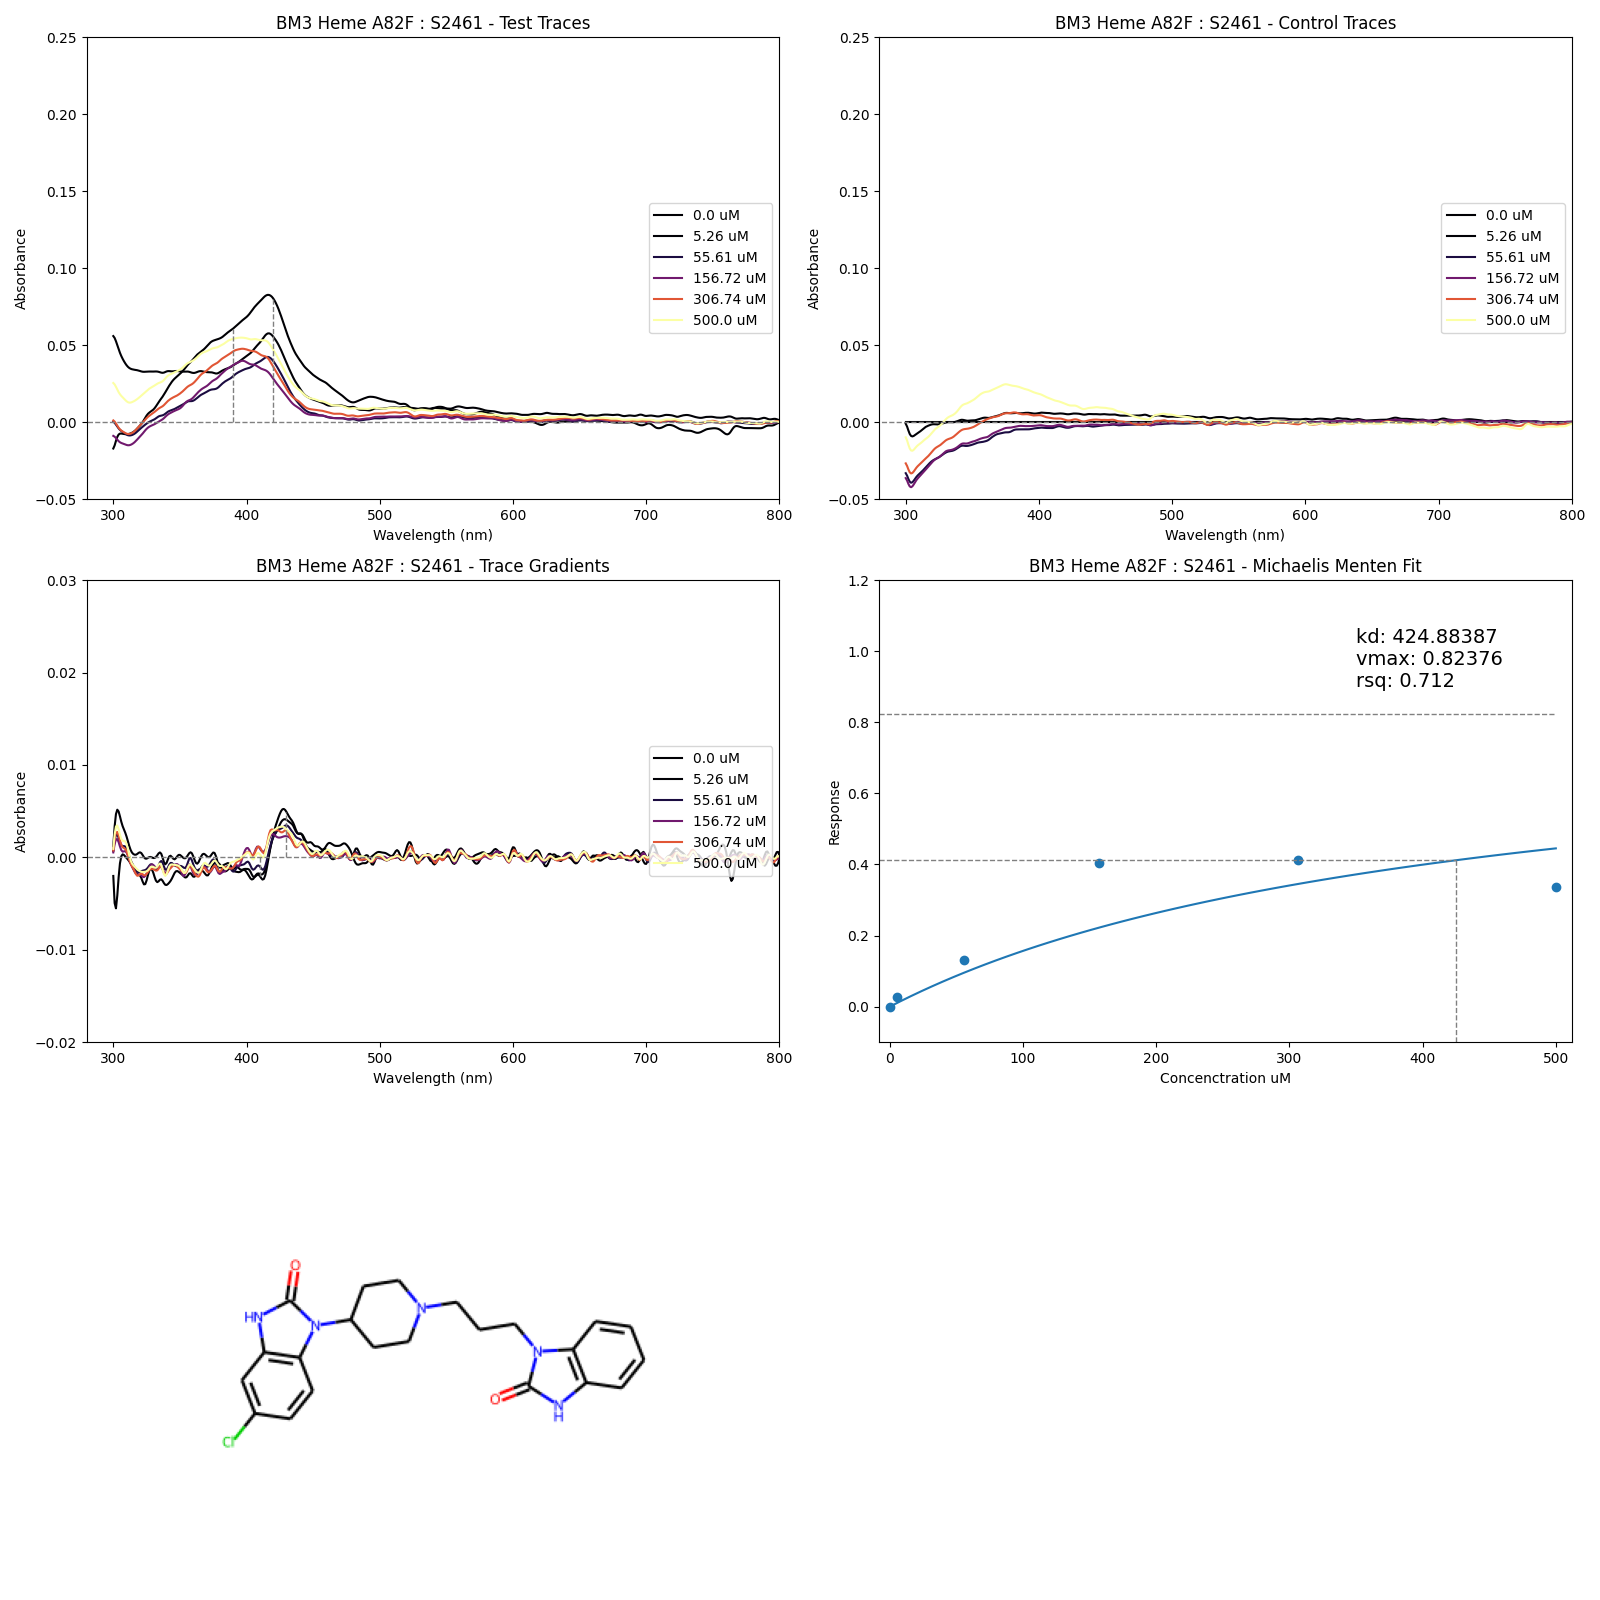 BM3 Heme A82F : S2461 - Test Traces
0.25
0.20
0.15
0.10
0.05
0.00
−0.05
Absorbance
0.0 uM
5.26 uM
55.61 uM
156.72 uM
306.74 uM
500.0 uM
300 400 500 600 700 800
Wavelength (nm)
BM3 Heme A82F : S2461 - Control Traces
0.25
0.20
0.15
0.10
0.05
0.00
−0.05
Absorbance
0.0 uM
5.26 uM
55.61 uM
156.72 uM
306.74 uM
500.0 uM
300 400 500 600 700 800
Wavelength (nm)
BM3 Heme A82F : S2461 - Trace Gradients
0.03
0.02
0.01
0.00
−0.01
−0.02
Absorbance
0.0 uM
5.26 uM
55.61 uM
156.72 uM
306.74 uM
500.0 uM
300 400 500 600 700 800
Wavelength (nm)
BM3 Heme A82F : S2461 - Michaelis Menten Fit
1.2
1.0
0.8
0.6
0.4
0.2
0.0
Response
kd: 424.88387
vmax: 0.82376
rsq: 0.712
0 100 200 300 400 500
Concenctration uM
O
HN
N
N
N
O
N
H
Cl